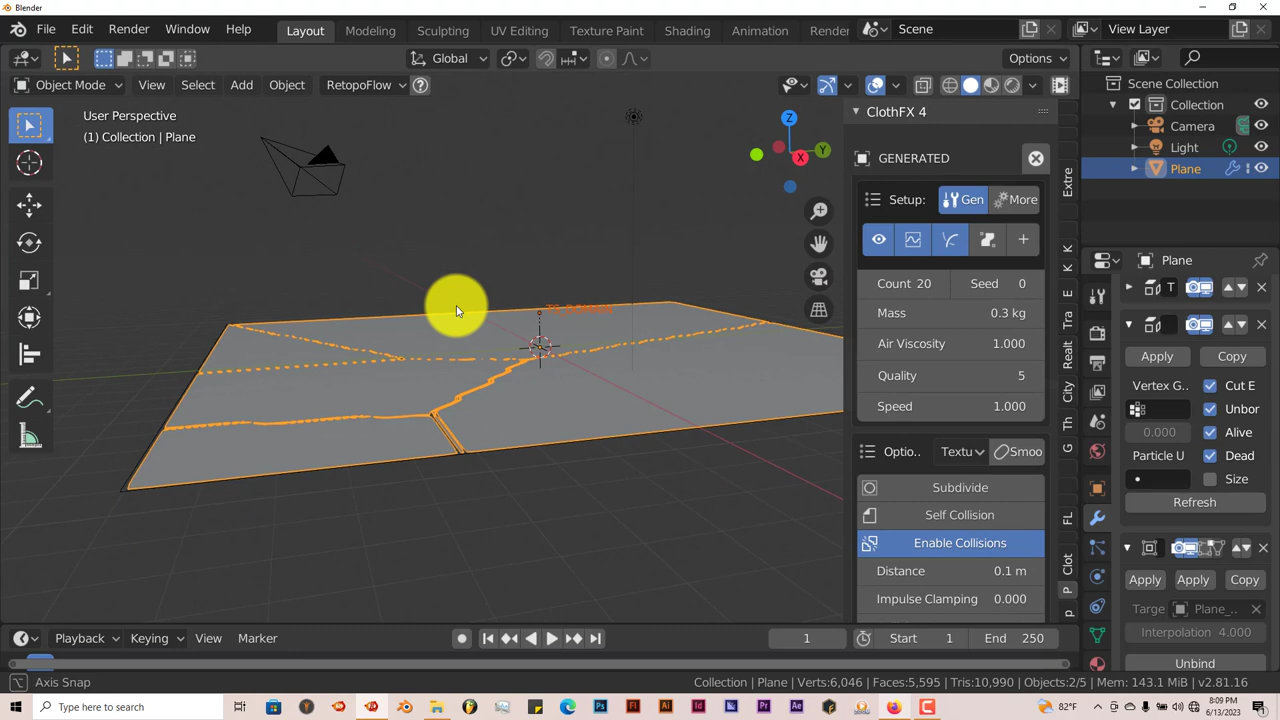 Blender
File Edit Render Window Help
Layout Modeling Sculpting UV Editing Texture Paint Shading Animation
Scene
View Layer
Global
Options
Object Mode View Select Add Object RetopoFlow
User Perspective
(1) Collection | Plane
Z
Y
X
ClothFX 4
GENERATED
Setup: Gen More
Count 20 Seed 0
Mass 0.3 kg
Air Viscosity 1.000
Quality 5
Speed 1.000
Optio.. Textu Smoo
Subdivide
Self Collision
Enable Collisions
Distance 0.1 m
Impulse Clamping 0.000
Extre
K
K
Tra
Realt
City
Th
G
FL
Clot
P
p
Scene Collection
Collection
Camera
Light
Plane
Plane
T
Apply Copy
Vertex G.. Cut E
Unbor
0.000 Alive
Particle U Dead
Size
Refresh
Apply Apply Copy
Targe Plane_..
Interpolation 4.000
Unbind
Playback Keying View Marker
1 Start 1 End 250
Axis Snap
Collection | Plane | Verts:6,046 | Faces:5,595 | Tris:10,990 | Objects:2/5 | Mem: 143.1 MiB | v2.81.16
Type here to search
82°F
8:09 PM
6/13/2023